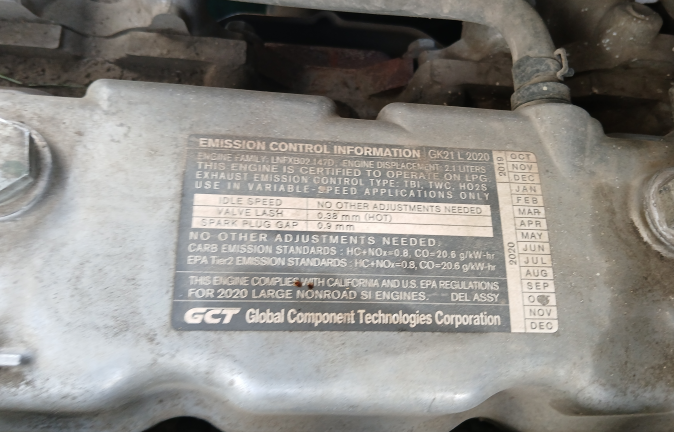 EMISSION CONTROL INFORMATION GK21 L 2020
ENGINE FAMILY: LNFXB02.147D, ENGINE DISPLACEMENT: 2.1 LITERS
THIS ENGINE IS CERTIFIED TO OPERATE ON LPG.
EXHAUST EMISSION CONTROL TYPE: TBI, TWC, HO2S
USE IN VARIABLE-SPEED APPLICATIONS ONLY
IDLE SPEED NO OTHER ADJUSTMENTS NEEDED
VALVE LASH 0.38 mm (HOT)
SPARK PLUG GAP 0.9 mm
NO OTHER ADJUSTMENTS NEEDED.
CARB EMISSION STANDARDS : HC+NOx=0.8, CO=20.6 g/kW-hr
EPA Tier2 EMISSION STANDARDS : HC+NOx=0.8, CO=20.6 g/kW-hr
THIS ENGINE COMPLIES WITH CALIFORNIA AND U.S. EPA REGULATIONS
FOR 2020 LARGE NONROAD SI ENGINES. DEL ASSY
GCT Global Component Technologies Corporation
2019
OCT
NOV
DEC
2020
JAN
FEB
MAR
APR
MAY
JUN
JUL
AUG
SEP
NOV
DEC